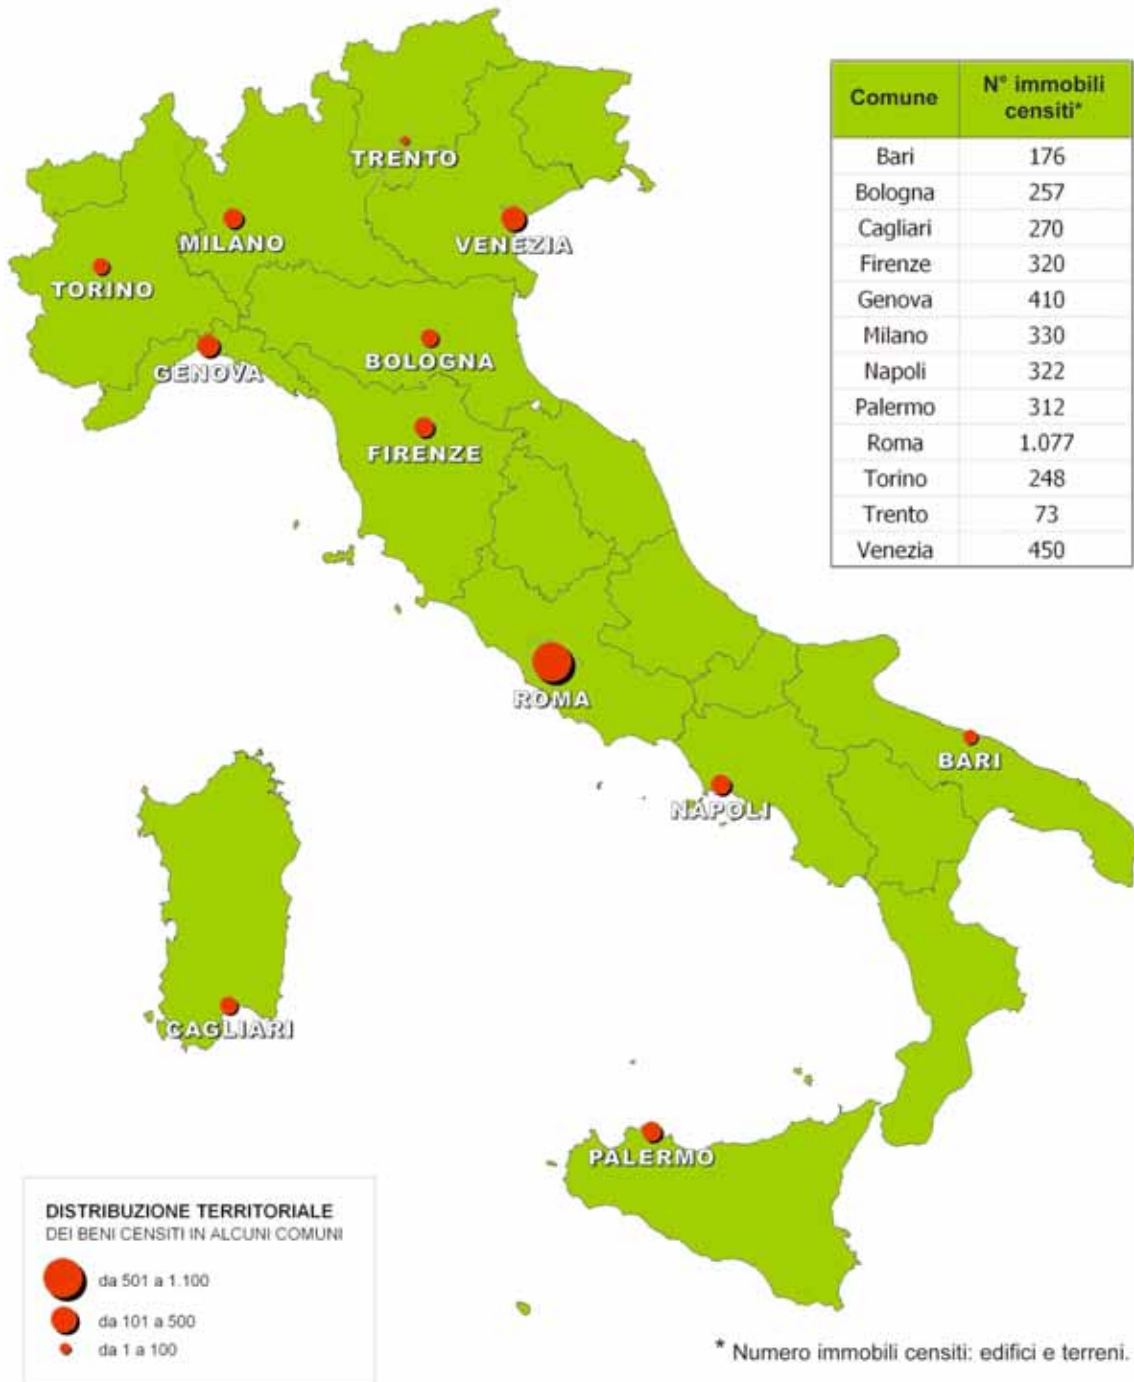 Comune N° immobili censiti*
Bari 176
Bologna 257
Cagliari 270
Firenze 320
Genova 410
Milano 330
Napoli 322
Palermo 312
Roma 1.077
Torino 248
Trento 73
Venezia 450
TRENTO
MILANO
VENEZIA
TORINO
GENOVA
BOLOGNA
FIRENZE
ROMA
BARI
NAPOLI
CAGLIARI
PALERMO
DISTRIBUZIONE TERRITORIALE
DEI BENI CENSITI IN ALCUNI COMUNI
da 501 a 1.100
da 101 a 500
da 1 a 100
* Numero immobili censiti: edifici e terreni.